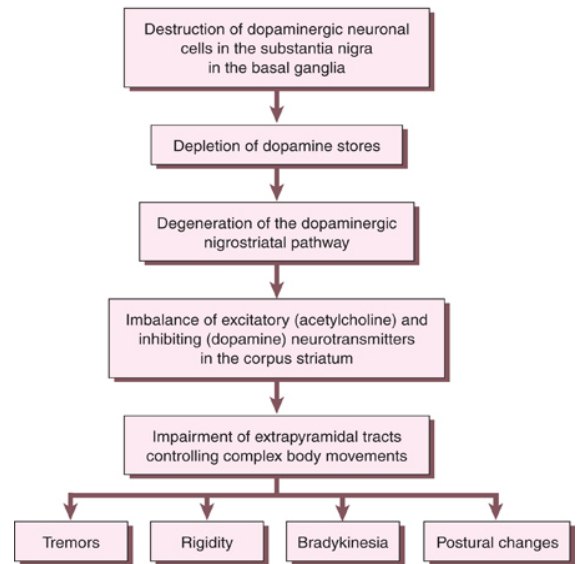 Destruction of dopaminergic neuronal
cells in the substantia nigra
in the basal ganglia
Depletion of dopamine stores
Degeneration of the dopaminergic
nigrostriatal pathway
Imbalance of excitatory (acetylcholine) and
inhibiting (dopamine) neurotransmitters
in the corpus striatum
Impairment of extrapyramidal tracts
controlling complex body movements
Tremors
Rigidity
Bradykinesia
Postural changes